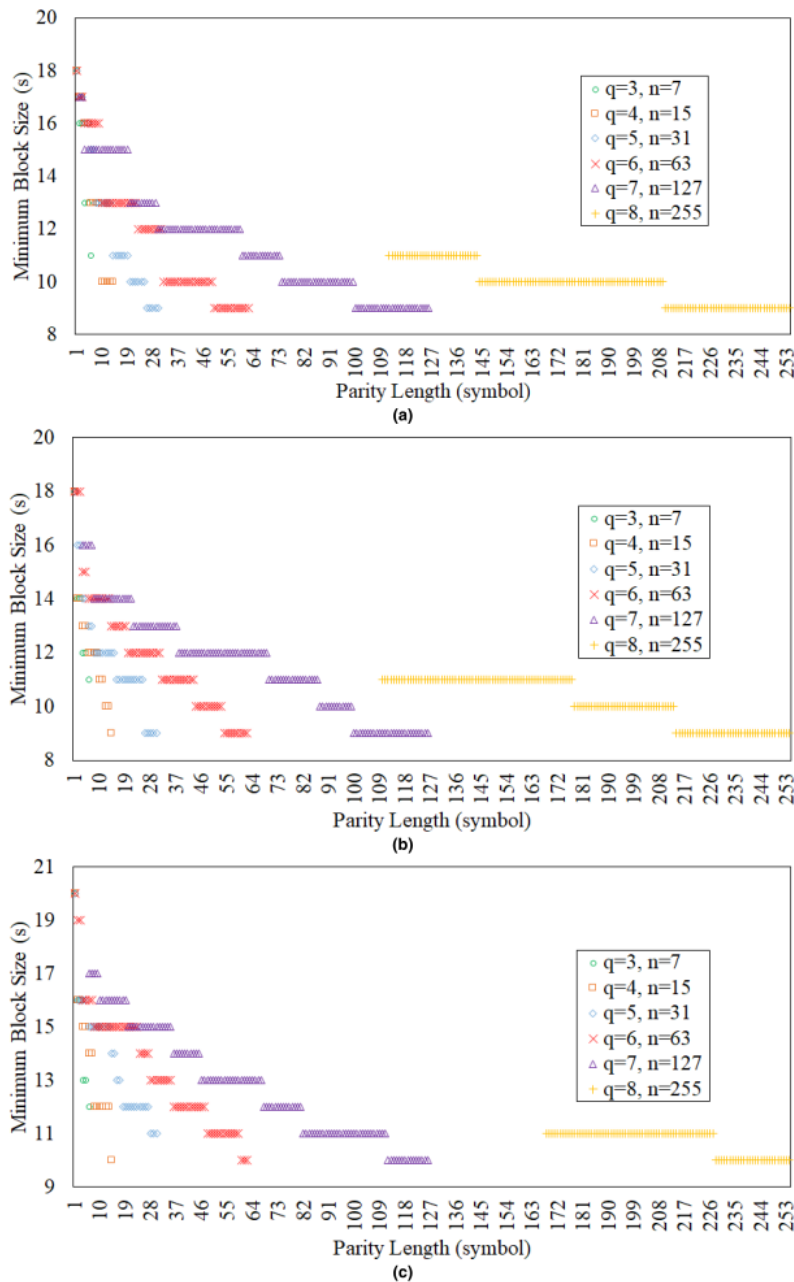 20
18
16
14
12
10
8
Minimum Block Size (s)
q=3, n=7
q=4, n=15
q=5, n=31
q=6, n=63
q=7, n=127
q=8, n=255
1 10 19 28 37 46 55 64 73 82 91 100 109 118 127 136 145 154 163 172 181 190 199 208 217 226 235 244 253
Parity Length (symbol)
(a)
20
18
16
14
12
10
8
Minimum Block Size (s)
q=3, n=7
q=4, n=15
q=5, n=31
q=6, n=63
q=7, n=127
q=8, n=255
1 10 19 28 37 46 55 64 73 82 91 100 109 118 127 136 145 154 163 172 181 190 199 208 217 226 235 244 253
Parity Length (symbol)
(b)
21
19
17
15
13
11
9
Minimum Block Size (s)
q=3, n=7
q=4, n=15
q=5, n=31
q=6, n=63
q=7, n=127
q=8, n=255
1 10 19 28 37 46 55 64 73 82 91 100 109 118 127 136 145 154 163 172 181 190 199 208 217 226 235 244 253
Parity Length (symbol)
(c)